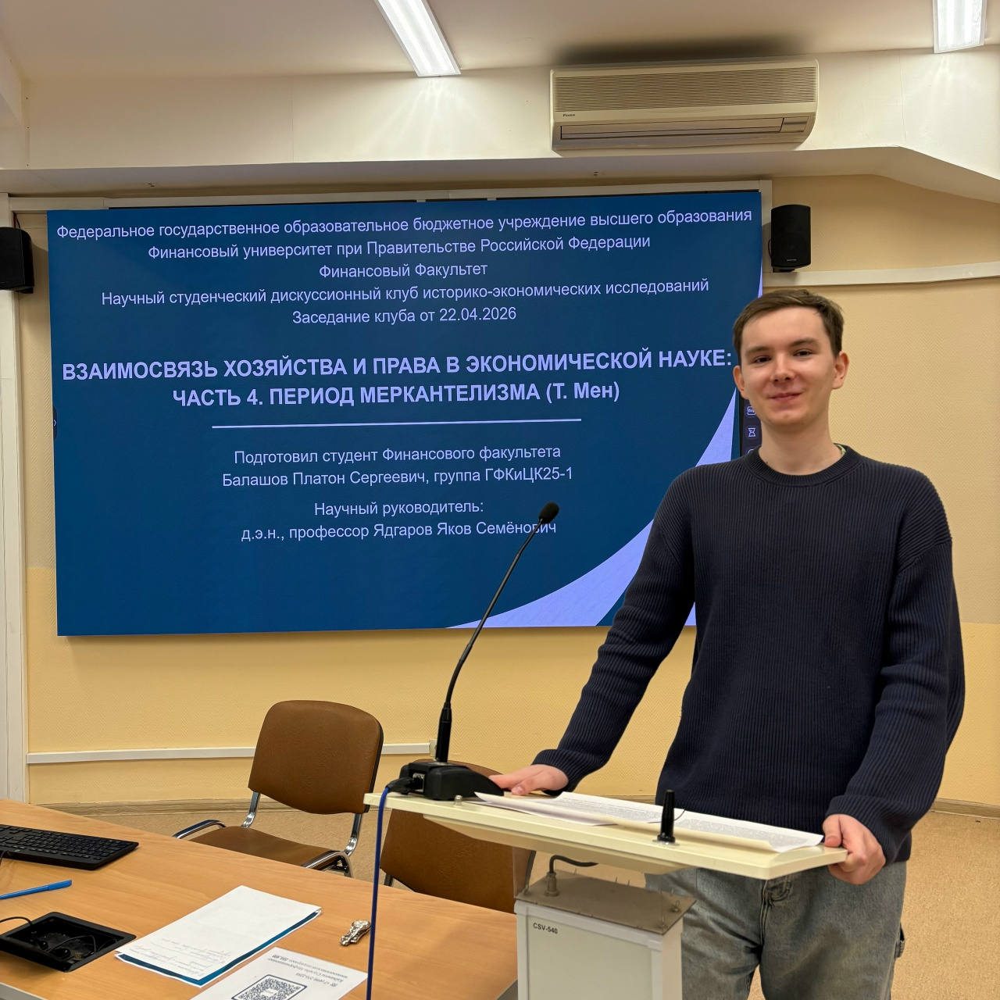 Федеральное государственное образовательное бюджетное учреждение высшего образования
Финансовый университет при Правительстве Российской Федерации
Финансовый Факультет
Научный студенческий дискуссионный клуб историко-экономических исследований
Заседание клуба от 22.04.2026
ВЗАИМОСВЯЗЬ ХОЗЯЙСТВА И ПРАВА В ЭКОНОМИЧЕСКОЙ НАУКЕ:
ЧАСТЬ 4. ПЕРИОД МЕРКАНТЕЛИЗМА (Т. Мен)
Подготовил студент Финансового факультета
Балашов Платон Сергеевич, группа ГФКиЦК25-1
Научный руководитель:
д.э.н., профессор Ядгаров Яков Семёнович
CSV-540